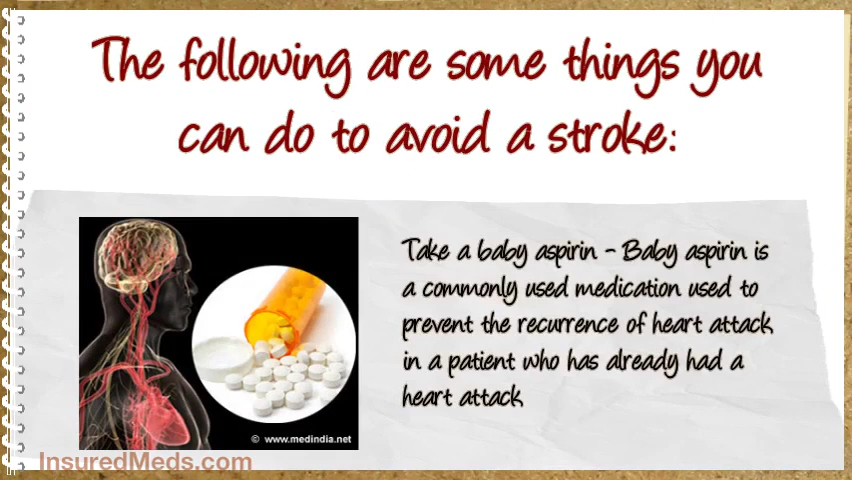 The following are some things you
can do to avoid a stroke:
Take a baby aspirin - Baby aspirin is
a commonly used medication used to
prevent the recurrence of heart attack
in a patient who has already had a
heart attack
© www.medindia.net
InsuredMeds.com